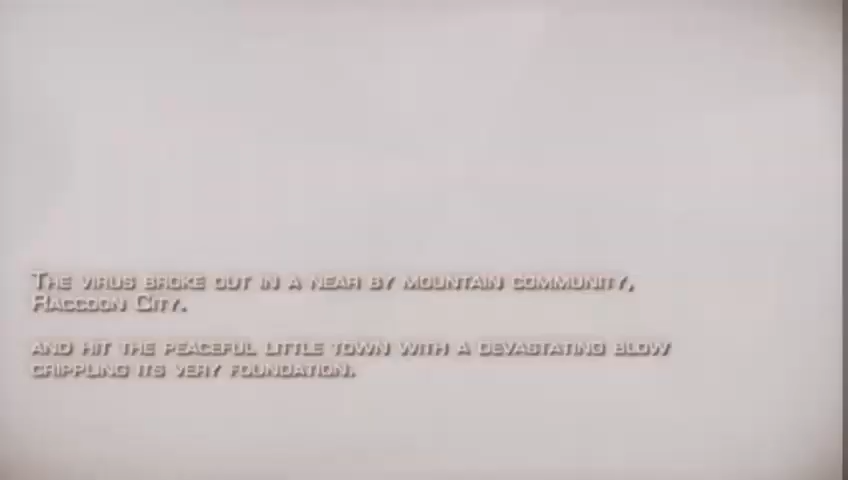 The virus broke out in a near by mountain community,
Raccoon City.
and hit the peaceful little town with a devastating blow
crippling its very foundation.